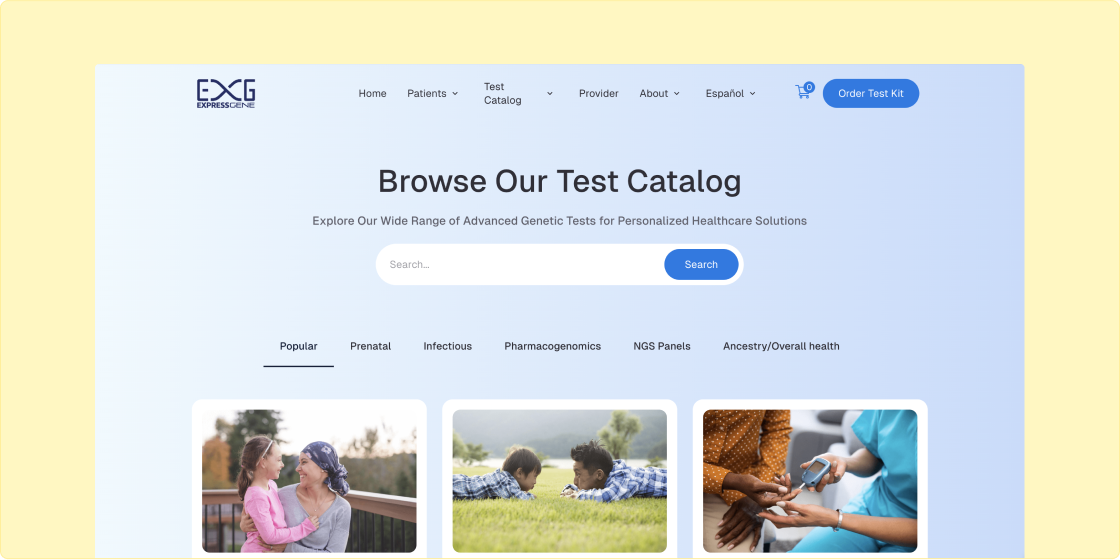 EXG
EXPRESSGENE
Home
Patients
Test
Catalog
Provider
About
Español
0
Order Test Kit
Browse Our Test Catalog
Explore Our Wide Range of Advanced Genetic Tests for Personalized Healthcare Solutions
Search...
Search
Popular
Prenatal
Infectious
Pharmacogenomics
NGS Panels
Ancestry/Overall health